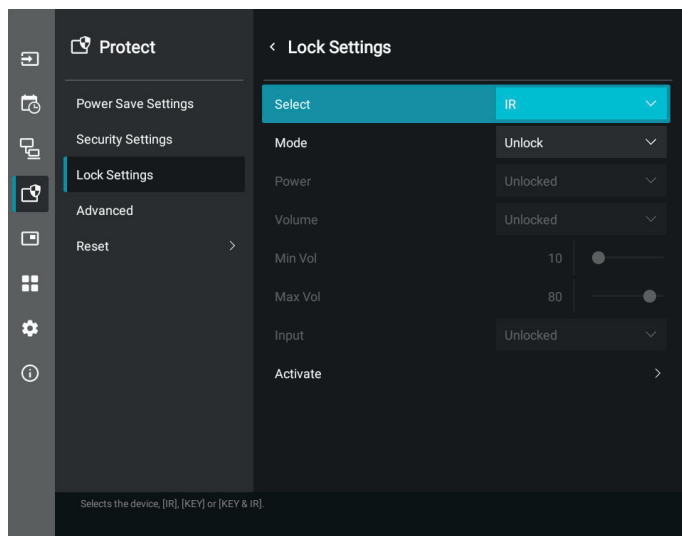 Protect
Lock Settings
Power Save Settings
Security Settings
Lock Settings
Advanced
Reset
Select IR
Mode Unlock
Power Unlocked
Volume Unlocked
Min Vol 10
Max Vol 80
Input Unlocked
Activate
Selects the device, [IR], [KEY] or [KEY & IR].